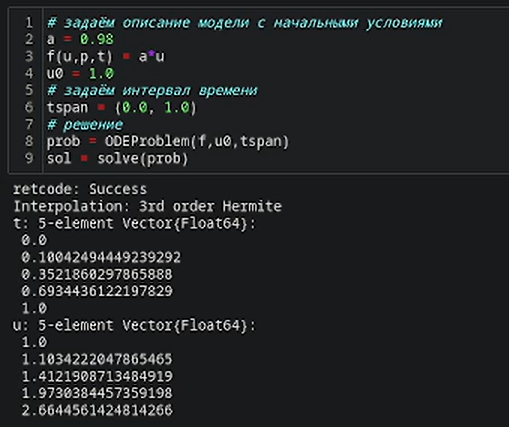 1 # задаём описание модели с начальными условиями
2 a = 0.98
3 f(u,p,t) = a*u
4 u0 = 1.0
5 # задаём интервал времени
6 tspan = (0.0, 1.0)
7 # решение
8 prob = ODEProblem(f,u0,tspan)
9 sol = solve(prob)
retcode: Success
Interpolation: 3rd order Hermite
t: 5-element Vector{Float64}:
0.0
0.10042494449239292
0.3521860297865888
0.6934436122197829
1.0
u: 5-element Vector{Float64}:
1.0
1.1034222047865465
1.4121908713484919
1.9730384457359198
2.6644561424814266